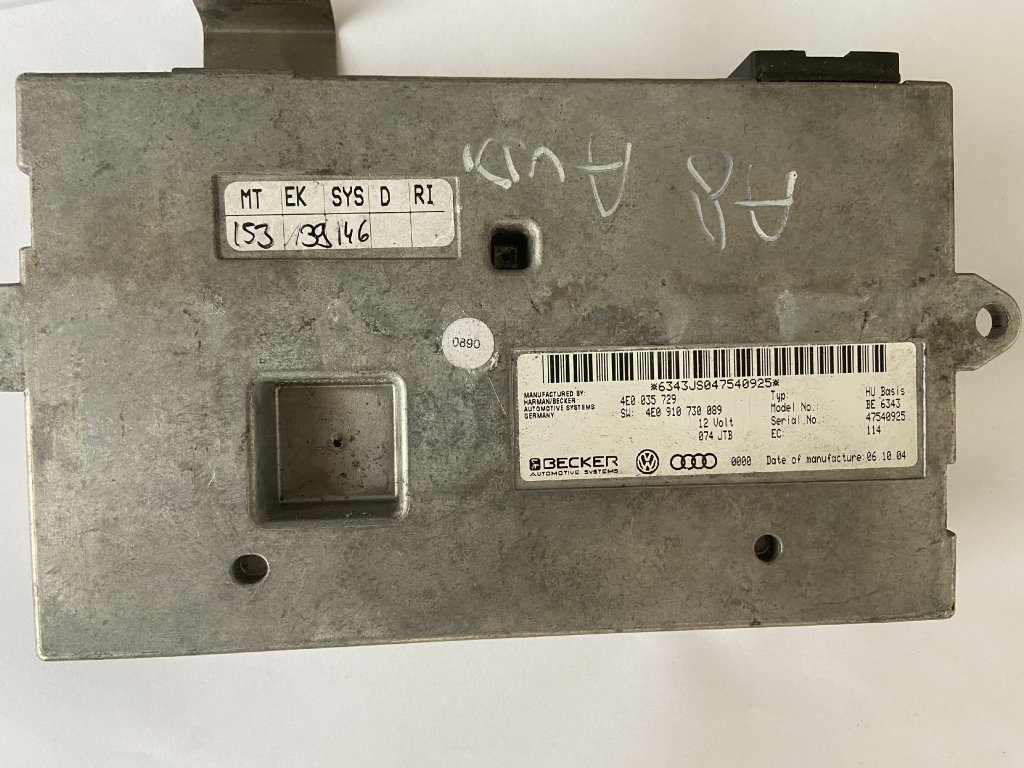 A8
AUDI
MT EK SYS D RI
153 139 146
0890
*6343JS047540925*
MANUFACTURED BY:
HARMAN/BECKER
AUTOMOTIVE SYSTEMS
GERMANY
4E0 035 729
SW: 4E0 910 730 089
12 Volt
074 JTB
Typ: HU Basis
Model No.: BE 6343
Serial.No. 47540925
EC: 114
BECKER
AUTOMOTIVE SYSTEMS
0000 Date of manufacture: 06 10.04